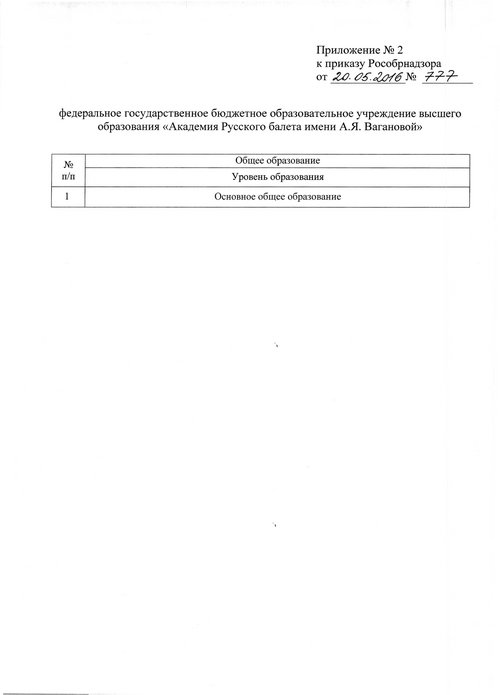 Приложение № 2
к приказу Рособрнадзора
от 20.05.2016 № 777
федеральное государственное бюджетное образовательное учреждение высшего
образования «Академия Русского балета имени А.Я. Вагановой»
№
п/п
Общее образование
Уровень образования
1
Основное общее образование